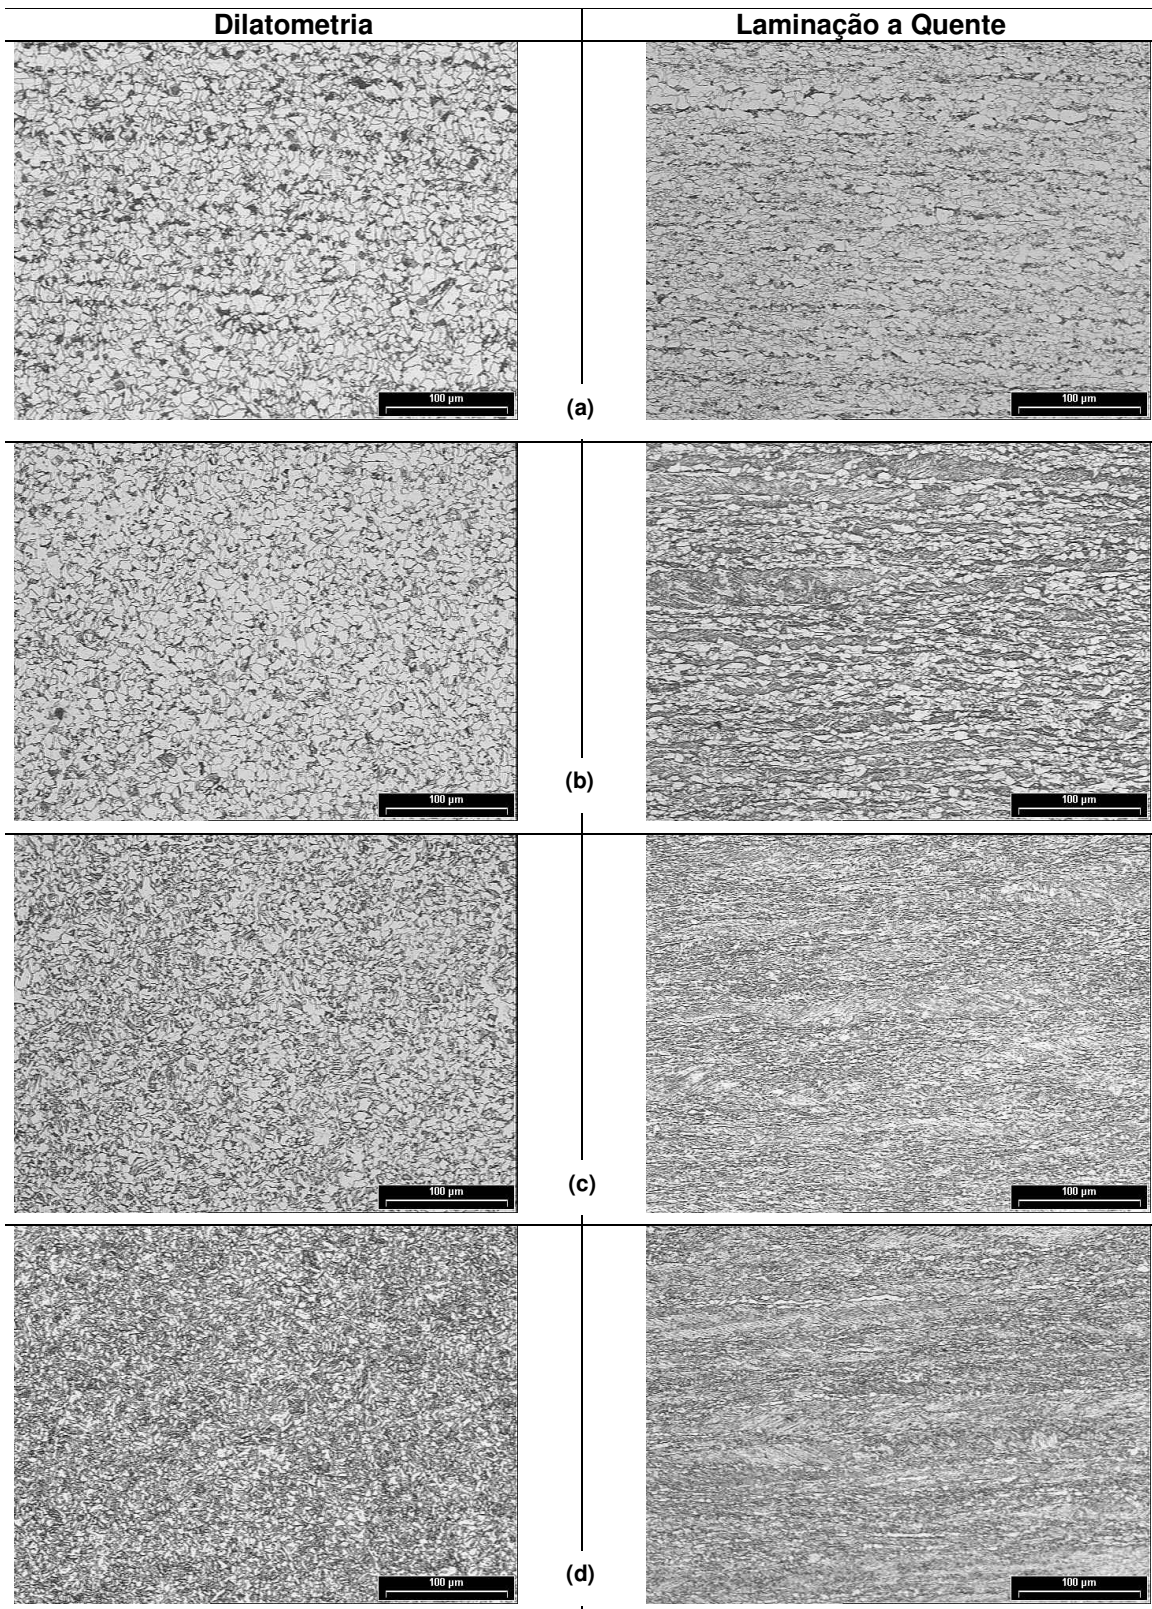 Dilatometria Laminação a Quente
100 µm (a) 100 µm
100 µm (b) 100 µm
100 µm (c) 100 µm
100 µm (d) 100 µm